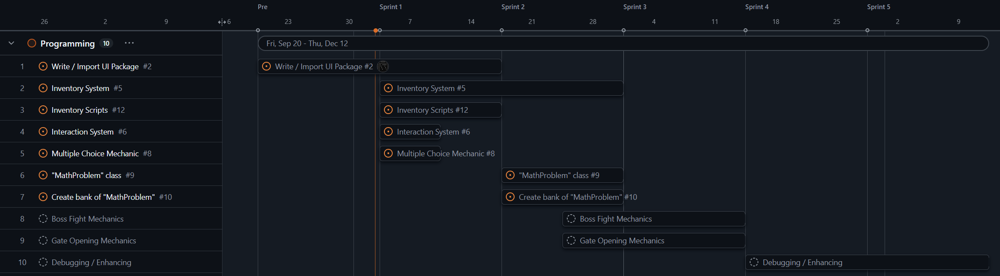 Pre Sprint 1 Sprint 2 Sprint 3 Sprint 4 Sprint 5
26 2 9 6 23 30 7 14 21 28 4 11 18 25 2 9
Programming 10 ...
Fri, Sep 20 - Thu, Dec 12
1 Write / Import UI Package #2
Write / Import UI Package #2
2 Inventory System #5
Inventory System #5
3 Inventory Scripts #12
Inventory Scripts #12
4 Interaction System #6
Interaction System #6
5 Multiple Choice Mechanic #8
Multiple Choice Mechanic #8
6 "MathProblem" class #9
"MathProblem" class #9
7 Create bank of "MathProblem" #10
Create bank of "MathProblem" #10
8 Boss Fight Mechanics
Boss Fight Mechanics
9 Gate Opening Mechanics
Gate Opening Mechanics
10 Debugging / Enhancing
Debugging / Enhancing